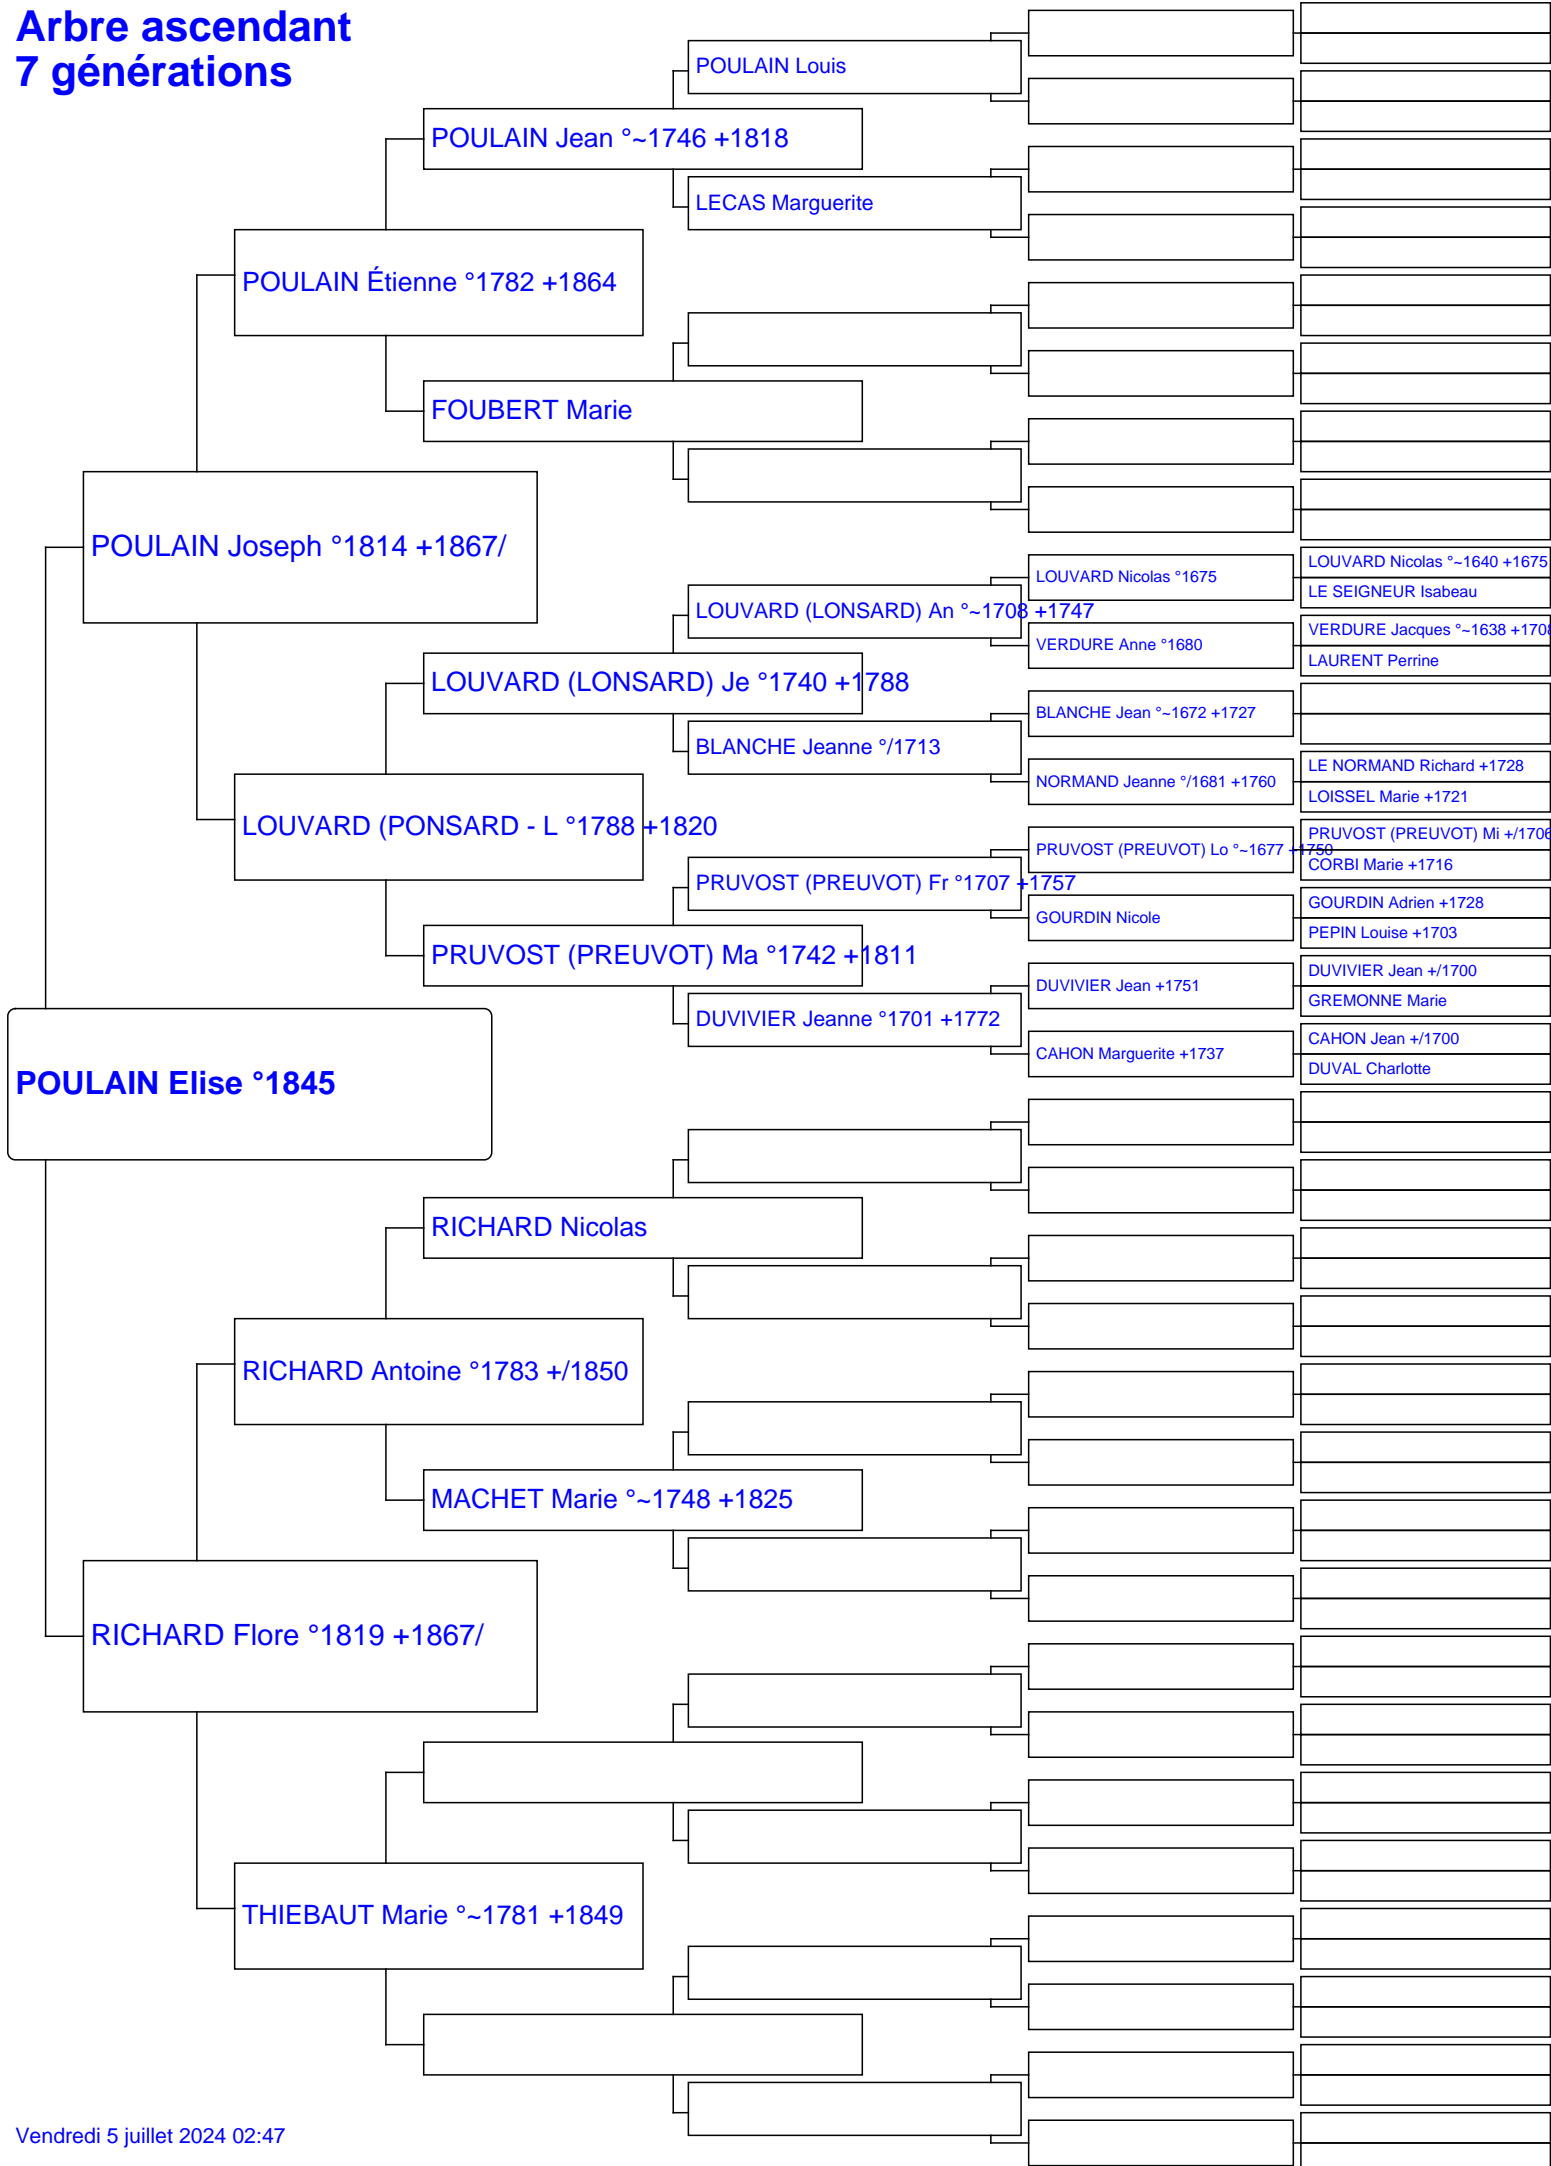 Arbre ascendant
7 générations
POULAIN Louis
POULAIN Jean °~1746 +1818
LECAS Marguerite
POULAIN Étienne °1782 +1864
FOUBERT Marie
POULAIN Joseph °1814 +1867/
LOUVARD Nicolas °~1640 +1675
LOUVARD Nicolas °1675
LE SEIGNEUR Isabeau
LOUVARD (LONSARD) An °~1708 +1747
VERDURE Jacques °~1638 +1708
VERDURE Anne °1680
LAURENT Perrine
LOUVARD (LONSARD) Je °1740 +1788
BLANCHE Jean °~1672 +1727
BLANCHE Jeanne °/1713
LE NORMAND Richard +1728
NORMAND Jeanne °/1681 +1760
LOISSEL Marie +1721
LOUVARD (PONSARD - L °1788 +1820
PRUVOST (PREUVOT) Mi +/1706
PRUVOST (PREUVOT) Lo °~1677 +1750
CORBI Marie +1716
PRUVOST (PREUVOT) Fr °1707 +1757
GOURDIN Adrien +1728
GOURDIN Nicole
PEPIN Louise +1703
PRUVOST (PREUVOT) Ma °1742 +1811
DUVIVIER Jean +/1700
DUVIVIER Jean +1751
GREMONNE Marie
DUVIVIER Jeanne °1701 +1772
CAHON Jean +/1700
CAHON Marguerite +1737
DUVAL Charlotte
POULAIN Elise °1845
RICHARD Nicolas
RICHARD Antoine °1783 +/1850
MACHET Marie °~1748 +1825
RICHARD Flore °1819 +1867/
THIEBAUT Marie °~1781 +1849
Vendredi 5 juillet 2024 02:47